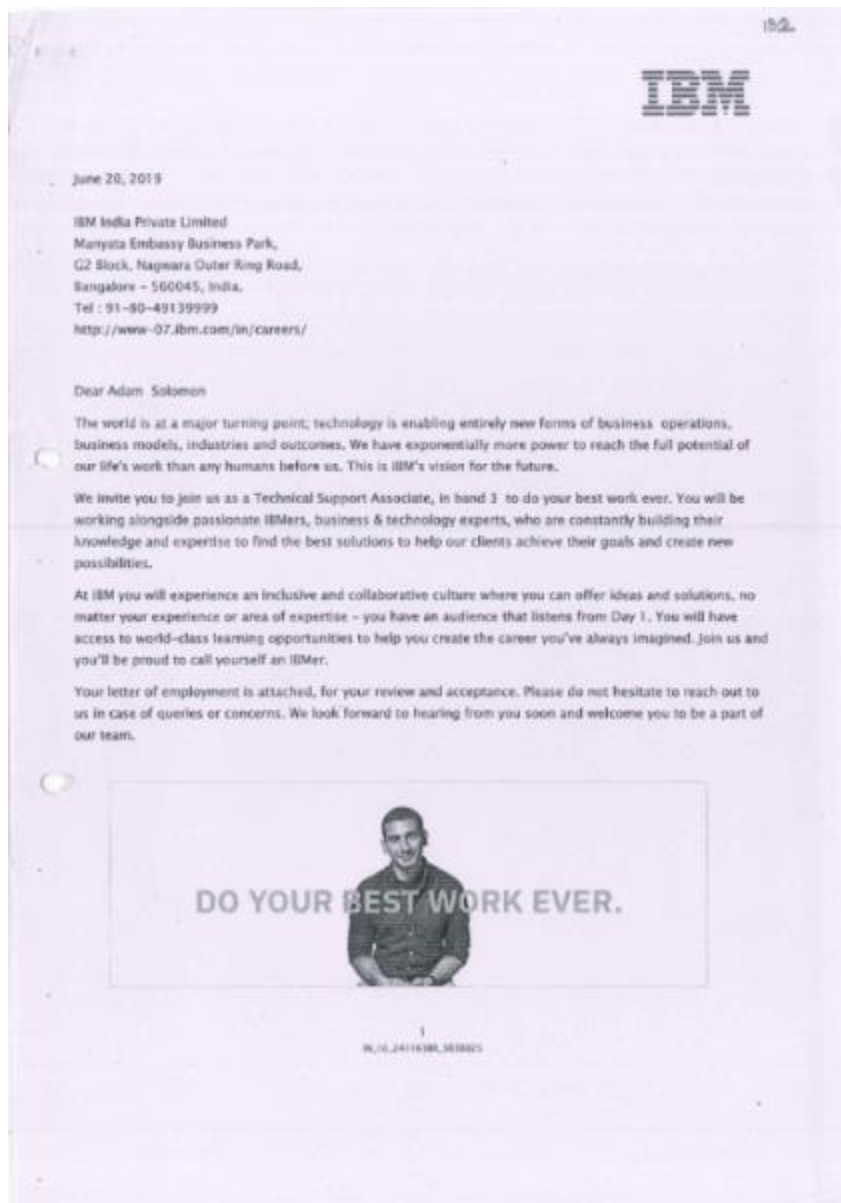 132.
IBM
June 20, 2019
IBM India Private Limited
Manyata Embassy Business Park,
G2 Block, Nagwara Outer Ring Road,
Bangalore – 560045, India.
Tel : 91-80-49139999
http://www-07.ibm.com/in/careers/
Dear Adam Solomon
The world is at a major turning point; technology is enabling entirely new forms of business operations,
business models, industries and outcomes. We have exponentially more power to reach the full potential of
our life's work than any humans before us. This is IBM's vision for the future.
We invite you to join us as a Technical Support Associate, in band 3 to do your best work ever. You will be
working alongside passionate IBMers, business & technology experts, who are constantly building their
knowledge and expertise to find the best solutions to help our clients achieve their goals and create new
possibilities.
At IBM you will experience an inclusive and collaborative culture where you can offer ideas and solutions, no
matter your experience or area of expertise – you have an audience that listens from Day 1. You will have
access to world-class learning opportunities to help you create the career you've always imagined. Join us and
you'll be proud to call yourself an IBMer.
Your letter of employment is attached, for your review and acceptance. Please do not hesitate to reach out to
us in case of queries or concerns. We look forward to hearing from you soon and welcome you to be a part of
our team.
DO YOUR BEST WORK EVER.
1